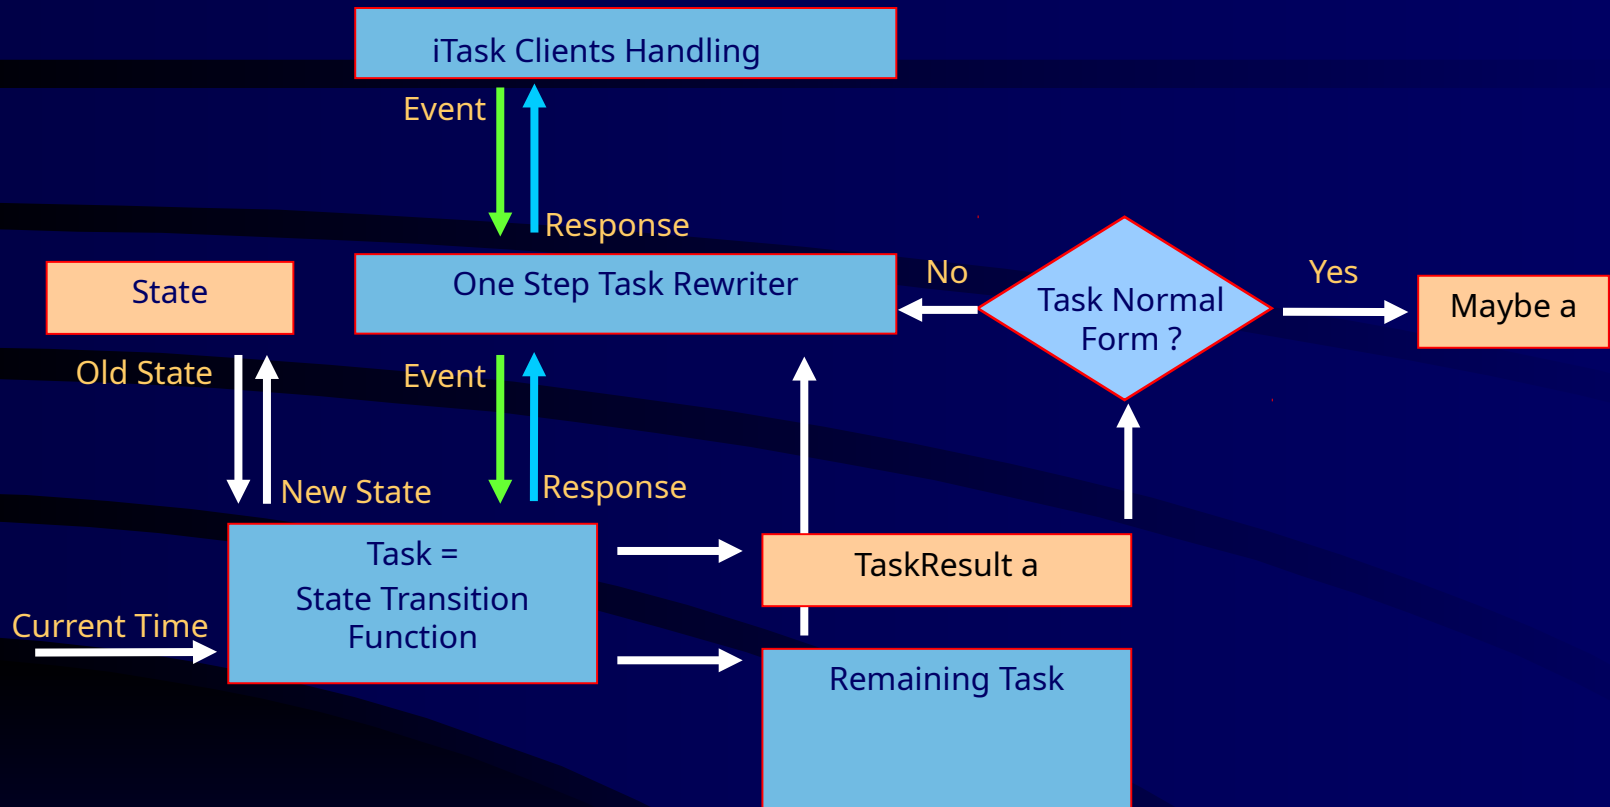 iTask Clients Handling
Event
Response
State
One Step Task Rewriter
No
Task Normal
Form ?
Yes
Maybe a
Old State
Event
New State
Response
Task =
State Transition
Function
TaskResult a
Current Time
Remaining Task